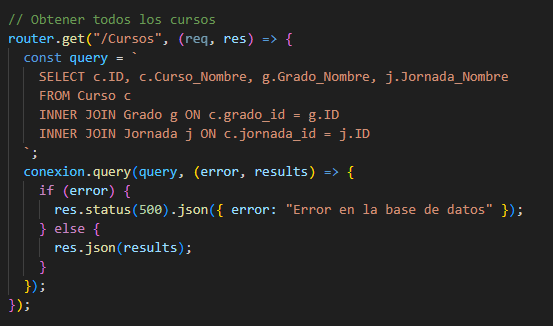 // Obtener todos los cursos
router.get("/Cursos", (req, res) => {
  const query = `
    SELECT c.ID, c.Curso_Nombre, g.Grado_Nombre, j.Jornada_Nombre
    FROM Curso c
    INNER JOIN Grado g ON c.grado_id = g.ID
    INNER JOIN Jornada j ON c.jornada_id = j.ID
  `;
  conexion.query(query, (error, results) => {
    if (error) {
      res.status(500).json({ error: "Error en la base de datos" });
    } else {
      res.json(results);
    }
  });
});